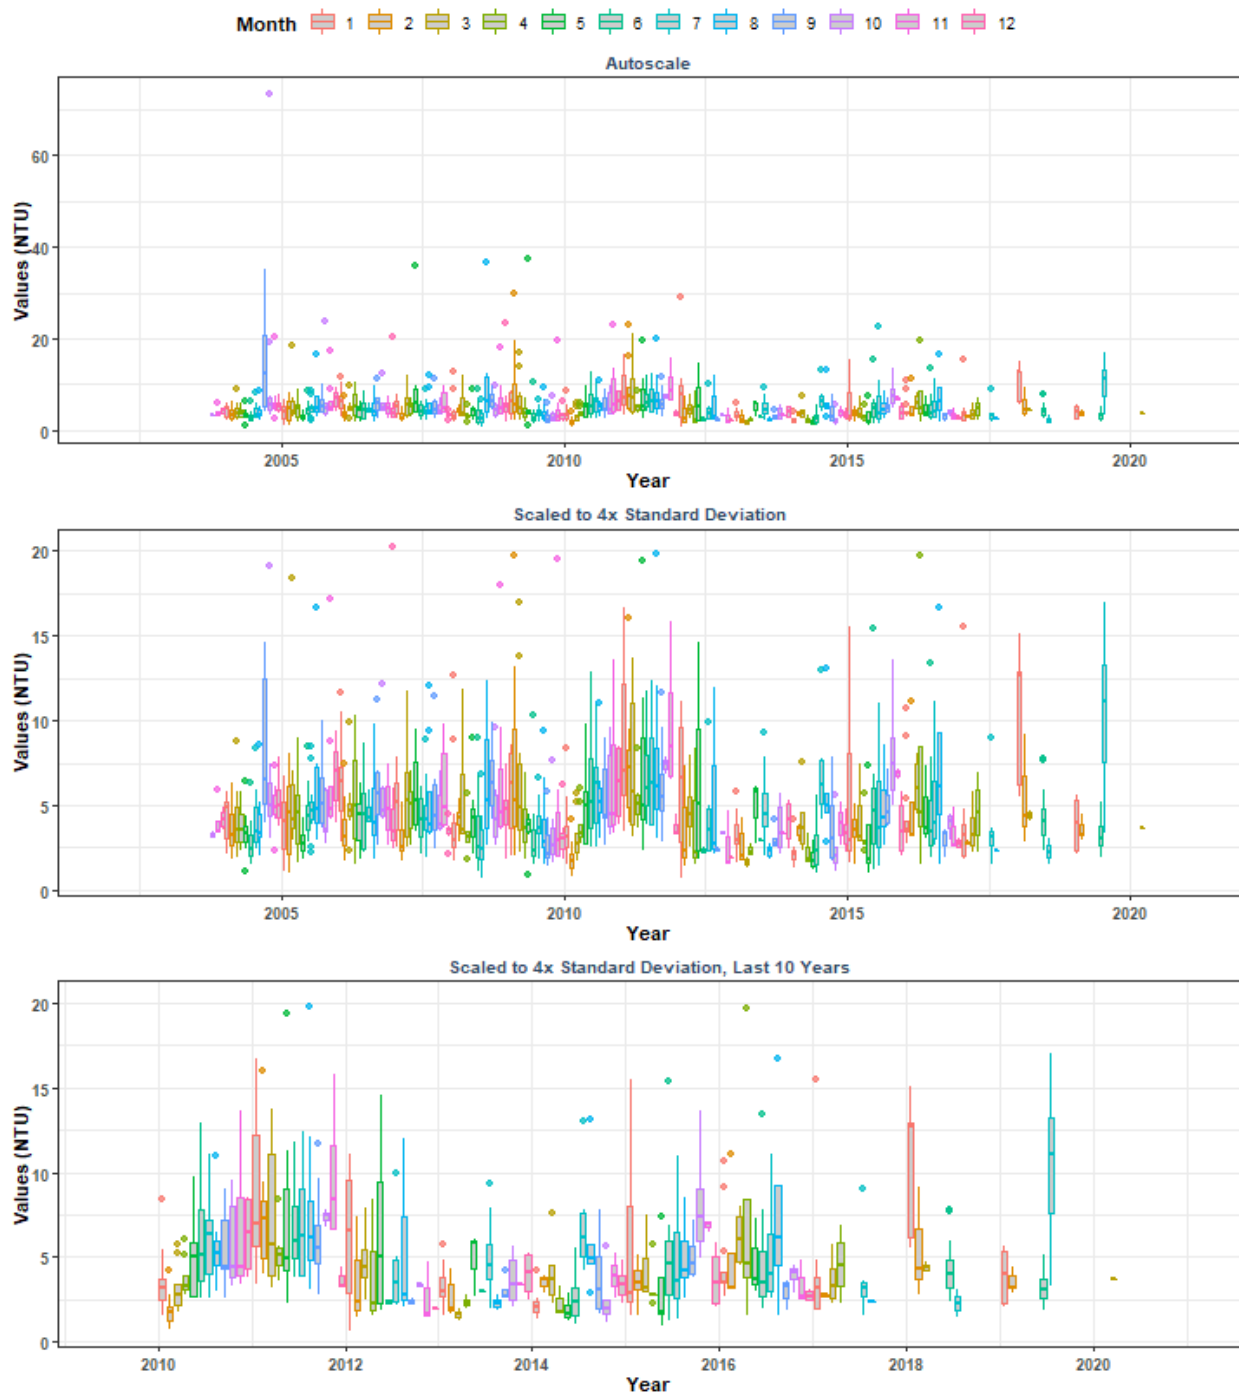 Month 1 2 3 4 5 6 7 8 9 10 11 12
Autoscale
Values (NTU)
60
40
20
0
2005 2010 2015 2020
Year
Scaled to 4x Standard Deviation
Values (NTU)
20
15
10
5
0
2005 2010 2015 2020
Year
Scaled to 4x Standard Deviation, Last 10 Years
Values (NTU)
20
15
10
5
0
2010 2012 2014 2016 2018 2020
Year